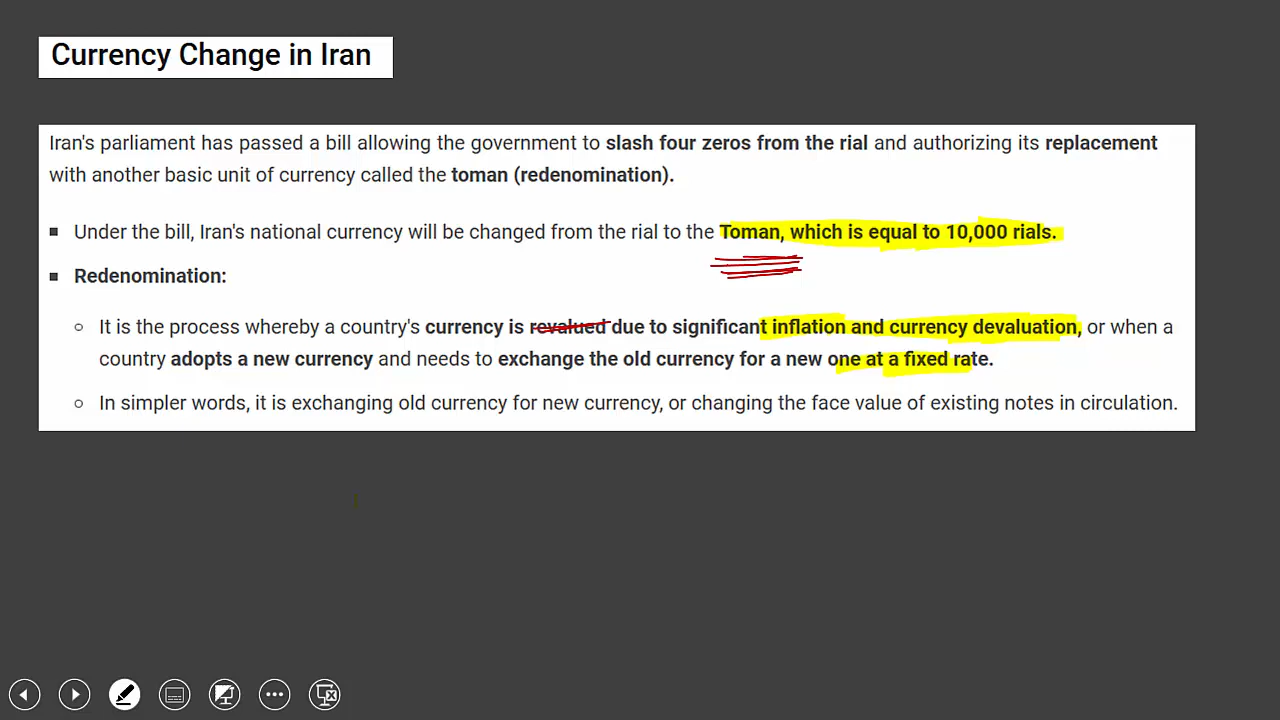 Currency Change in Iran
Iran's parliament has passed a bill allowing the government to slash four zeros from the rial and authorizing its replacement
with another basic unit of currency called the toman (redenomination).
Under the bill, Iran's national currency will be changed from the rial to the Toman, which is equal to 10,000 rials.
Redenomination:
It is the process whereby a country's currency is revalued due to significant inflation and currency devaluation, or when a
country adopts a new currency and needs to exchange the old currency for a new one at a fixed rate.
In simpler words, it is exchanging old currency for new currency, or changing the face value of existing notes in circulation.